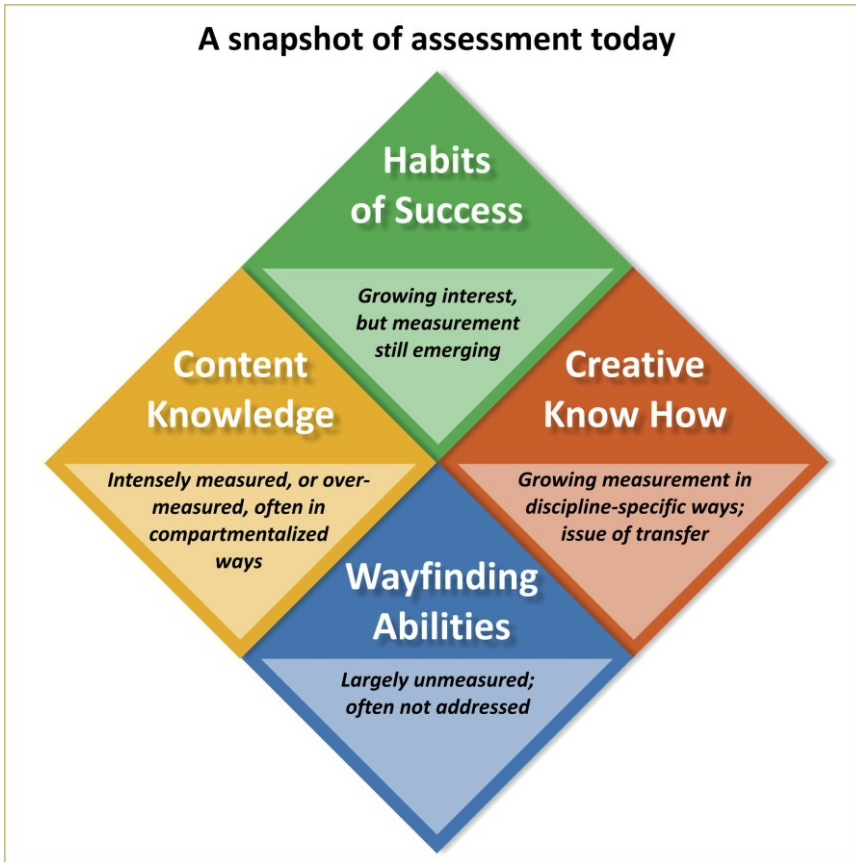 A snapshot of assessment today
Habits
of Success
Growing interest,
but measurement
still emerging
Content
Knowledge
Intensely measured, or over-
measured, often in
compartmentalized
ways
Creative
Know How
Growing measurement in
discipline-specific ways;
issue of transfer
Wayfinding
Abilities
Largely unmeasured;
often not addressed